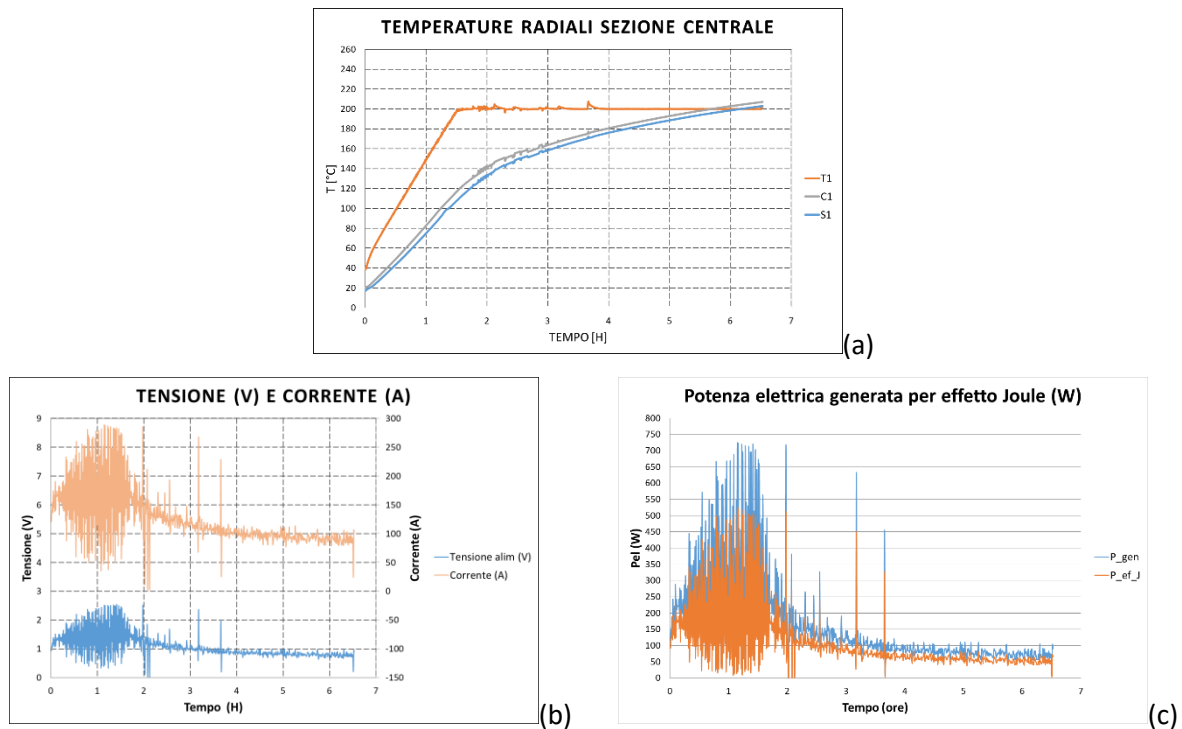 TEMPERATURE RADIALI SEZIONE CENTRALE
260
240
220
200
180
160
140
120
100
80
60
40
20
0
T [°C]
0 1 2 3 4 5 6 7
TEMPO [H]
T1
C1
S1
(a)
TENSIONE (V) E CORRENTE (A)
9
8
7
6
5
4
3
2
1
0
Tensione (V)
300
250
200
150
100
50
0
-50
-100
-150
Corrente (A)
0 1 2 3 4 5 6 7
Tempo (H)
Tensione alim (V)
Corrente (A)
(b)
Potenza elettrica generata per effetto Joule (W)
800
750
700
650
600
550
500
450
400
350
300
250
200
150
100
50
0
Pel (W)
0 1 2 3 4 5 6 7
Tempo (ore)
P_gen
P_ef_J
(c)